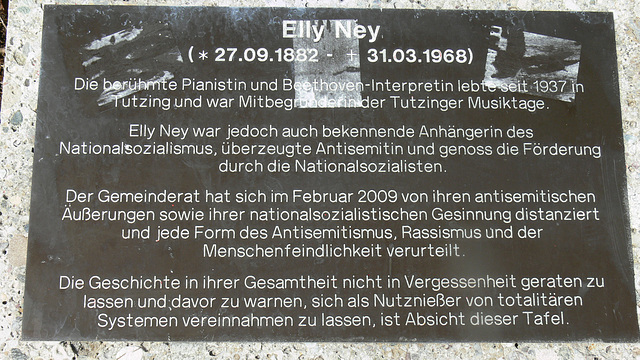 Elly Ney
(* 27.09.1882 - + 31.03.1968)
Die berühmte Pianistin und Beethoven-Interpretin lebte seit 1937 in
Tutzing und war Mitbegründerin der Tutzinger Musiktage.
Elly Ney war jedoch auch bekennende Anhängerin des
Nationalsozialismus, überzeugte Antisemitin und genoss die Förderung
durch die Nationalsozialisten.
Der Gemeinderat hat sich im Februar 2009 von ihren antisemitischen
Äußerungen sowie ihrer nationalsozialistischen Gesinnung distanziert
und jede Form des Antisemitismus, Rassismus und der
Menschenfeindlichkeit verurteilt.
Die Geschichte in ihrer Gesamtheit nicht in Vergessenheit geraten zu
lassen und davor zu warnen, sich als Nutznießer von totalitären
Systemen vereinnahmen zu lassen, ist Absicht dieser Tafel.